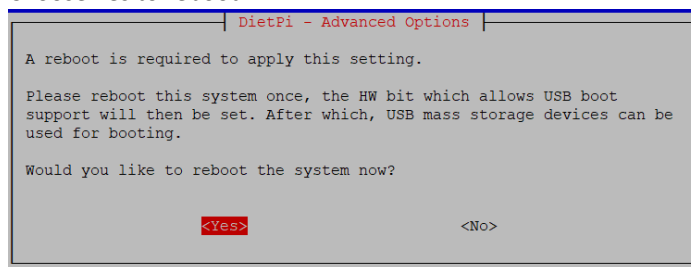 DietPi - Advanced Options
A reboot is required to apply this setting.
Please reboot this system once, the HW bit which allows USB boot
support will then be set. After which, USB mass storage devices can be
used for booting.
Would you like to reboot the system now?
<Yes> <No>